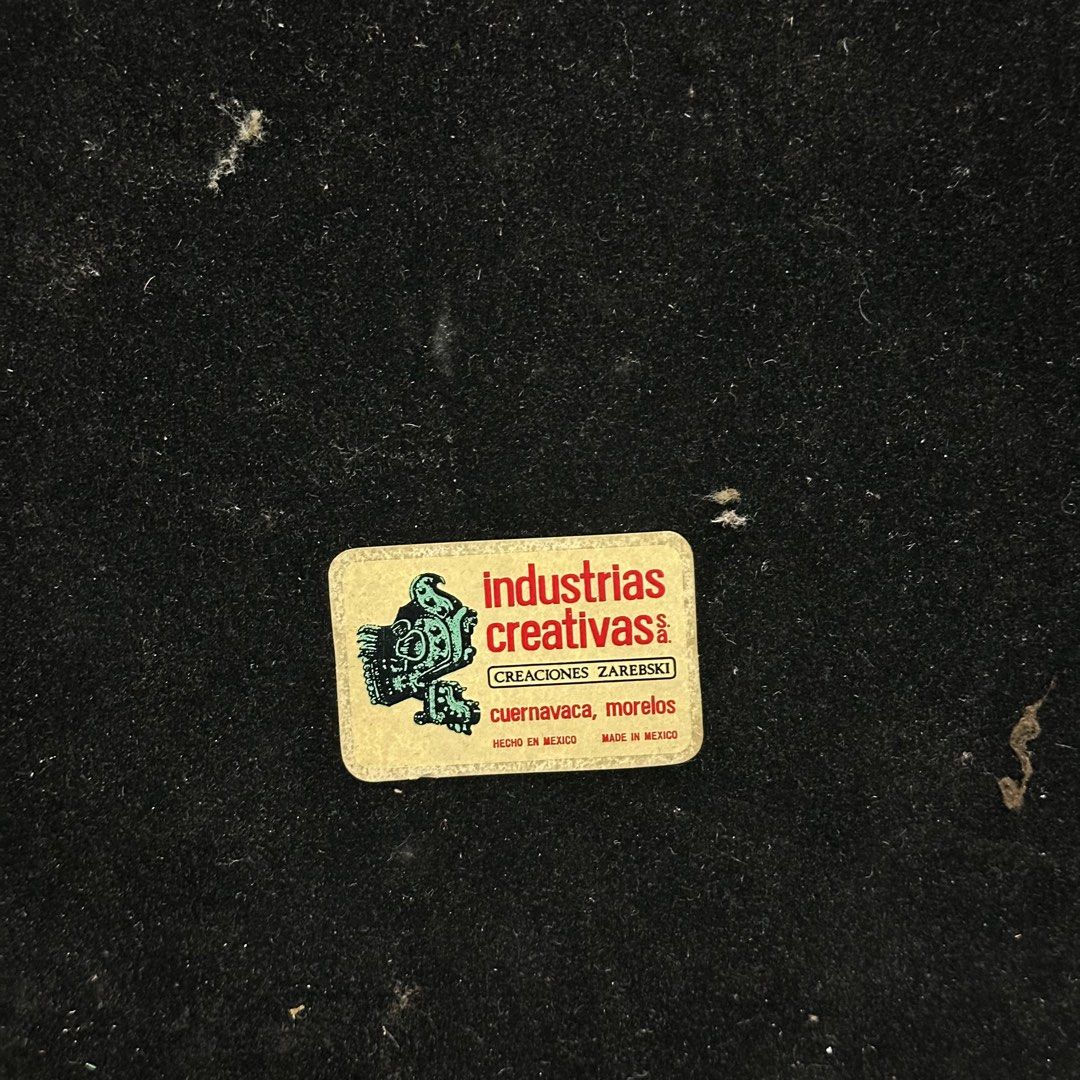 industrias
creativas s.a.
CREACIONES ZAREBSKI
cuernavaca, morelos
HECHO EN MEXICO MADE IN MEXICO